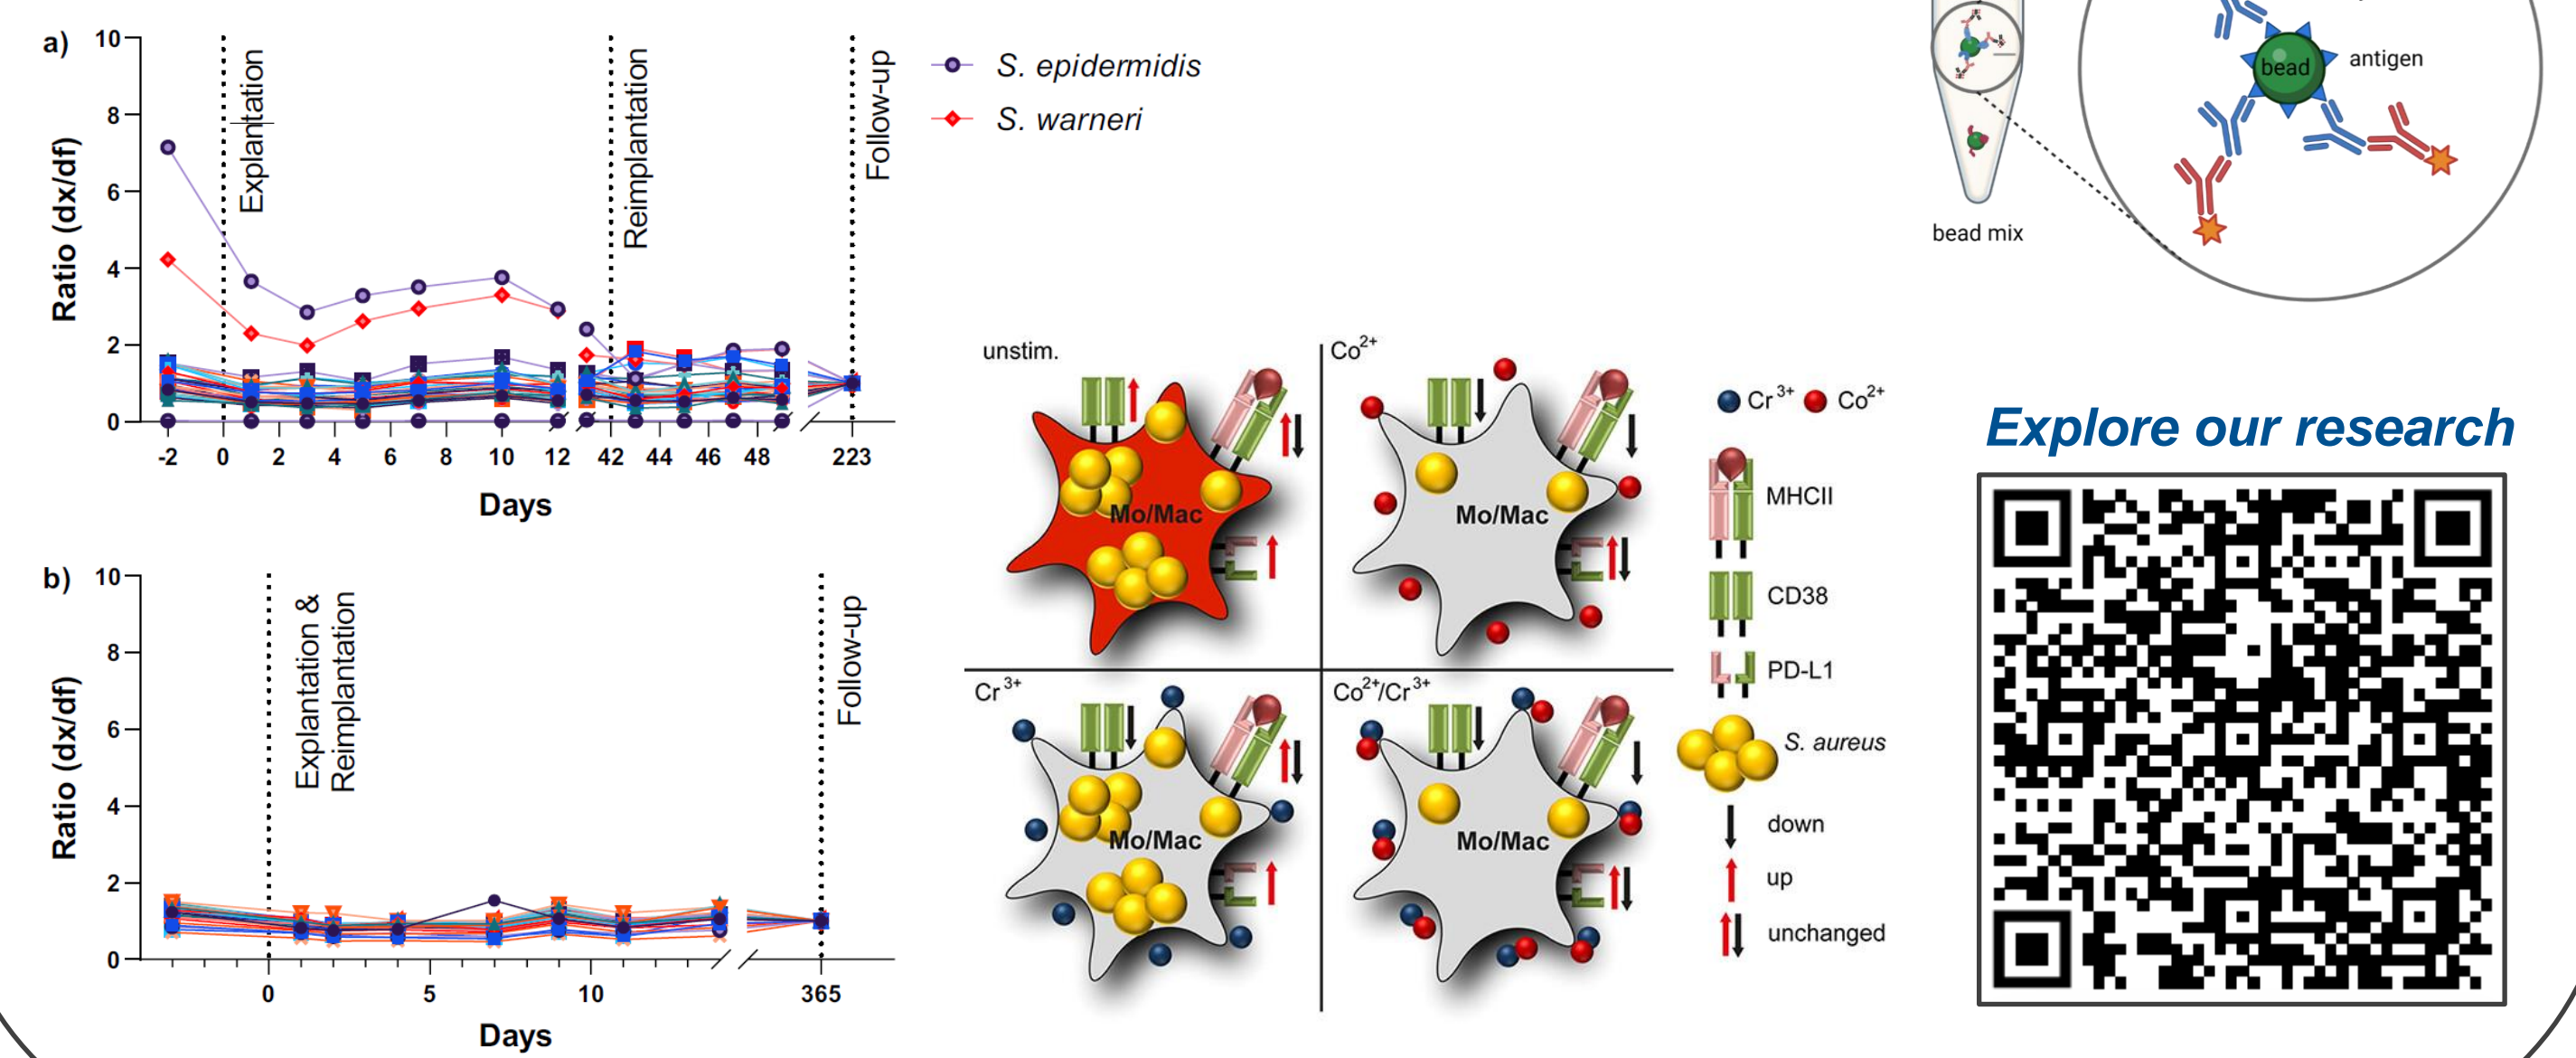 a)
10
8
6
4
2
0
Ratio (dx/df)
Explantation
Reimplantation
Follow-up
-2 0 2 4 6 8 10 12 42 44 46 48 223
Days
S. epidermidis
S. warneri
b)
10
8
6
4
2
0
Ratio (dx/df)
Explantation &
Reimplantation
Follow-up
0 5 10 365
Days
unstim.
Mo/Mac
Co2+
Mo/Mac
Cr3+
Mo/Mac
Co2+/Cr3+
Mo/Mac
Cr3+ Co2+
MHCII
CD38
PD-L1
S. aureus
down
up
unchanged
bead mix
bead
antigen
Explore our research